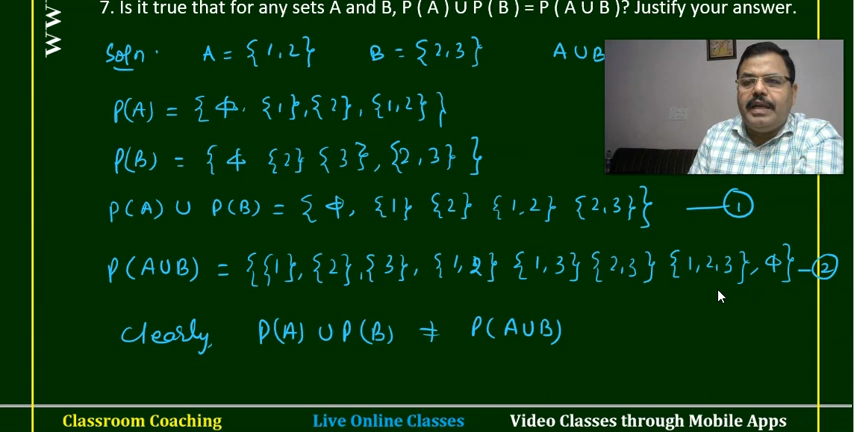 WW
7. Is it true that for any sets A and B, P ( A ) ∪ P ( B ) = P ( A ∪ B )? Justify your answer.
Soln. A = {1,2} B = {2,3} A∪B
P(A) = {ϕ, {1},{2},{1,2}}
P(B) = {ϕ {2} {3},{2,3}}
P(A) ∪ P(B) = {ϕ, {1} {2} {1,2} {2,3}} —①
P(A∪B) = {{1},{2},{3},{1,2} {1,3} {2,3} {1,2,3},ϕ} —②
Clearly, P(A) ∪ P(B) ≠ P(A∪B)
Classroom Coaching Live Online Classes Video Classes through Mobile Apps